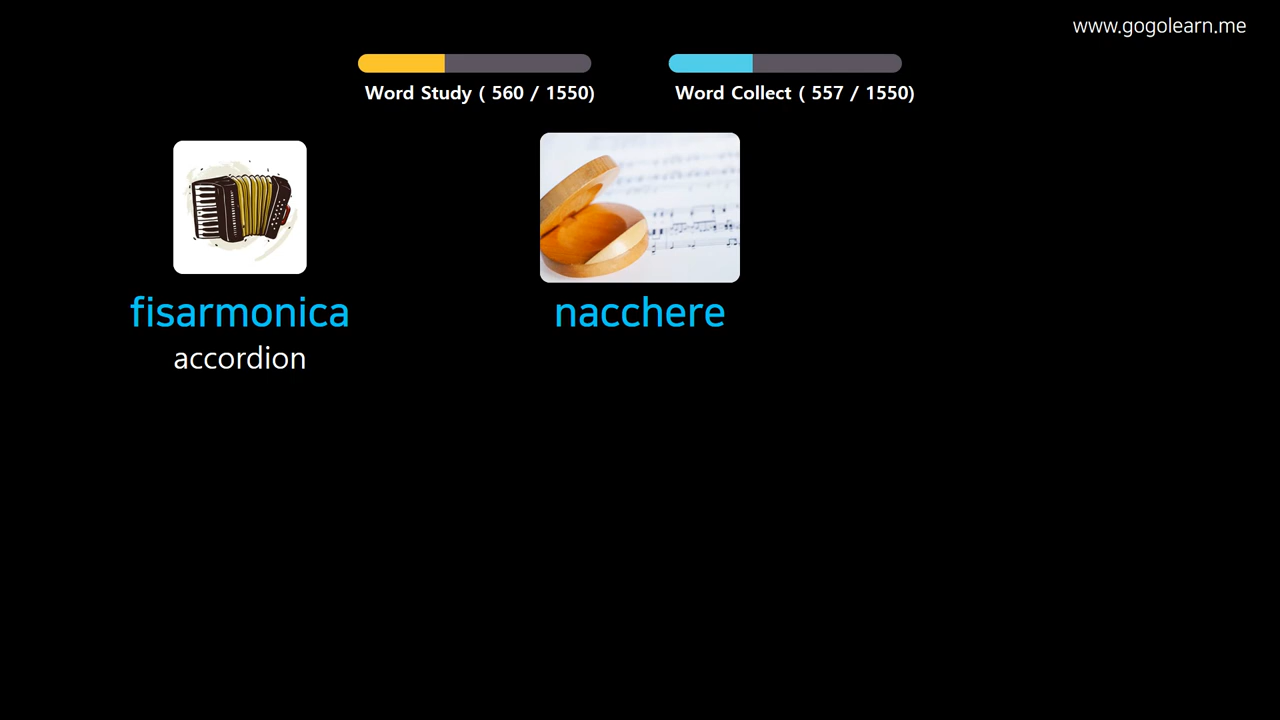 www.gogolearn.me
Word Study ( 560 / 1550)
Word Collect ( 557 / 1550)
fisarmonica
accordion
nacchere